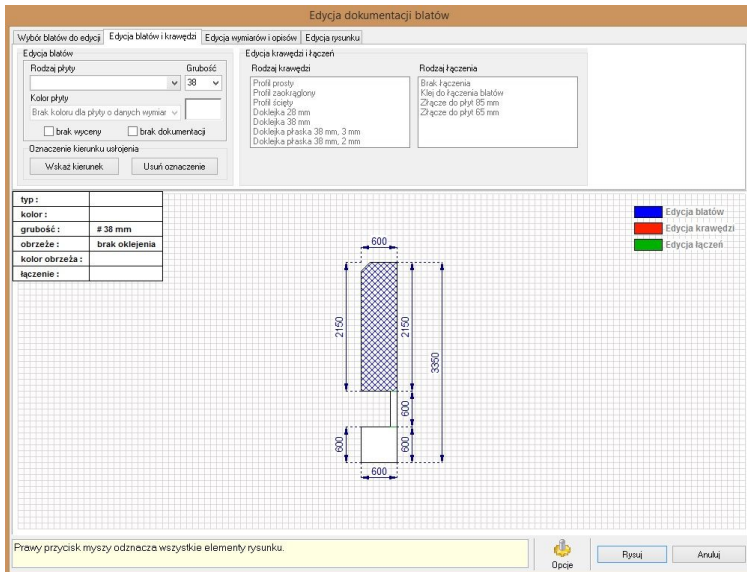 Edycja dokumentacji blatów
Wybór blatów do edycji Edycja blatów i krawędzi Edycja wymiarów i opisów Edycja rysunku
Edycja blatów
Rodzaj płyty Grubość
38
Kolor płyty
Brak koloru dla płyty o danych wymiar
brak wyceny brak dokumentacji
Oznaczenie kierunku usłojenia
Wskaż kierunek Usuń oznaczenie
Edycja krawędzi i łączeń
Rodzaj krawędzi
Profil prosty
Profil zaokrąglony
Profil ścięty
Doklejka 28 mm
Doklejka 38 mm
Doklejka płaska 38 mm, 3 mm
Doklejka płaska 38 mm, 2 mm
Rodzaj łączenia
Brak łączenia
Klej do łączenia blatów
Złącze do płyt 85 mm
Złącze do płyt 65 mm
typ :
kolor :
grubość : # 38 mm
obrzeże : brak oklejenia
kolor obrzeża :
łączenie :
Edycja blatów
Edycja krawędzi
Edycja łączeń
600
2150
2150
3350
600
600
600
600
Prawy przycisk myszy odznacza wszystkie elementy rysunku.
Opcje
Rysuj
Anuluj